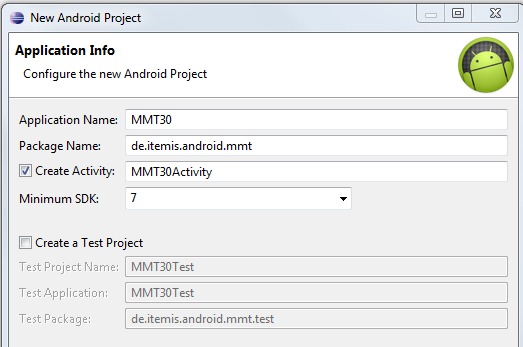 New Android Project
Application Info
Configure the new Android Project
Application Name: MMT30
Package Name: de.itemis.android.mmt
Create Activity: MMT30Activity
Minimum SDK: 7
Create a Test Project
Test Project Name: MMT30Test
Test Application: MMT30Test
Test Package: de.itemis.android.mmt.test